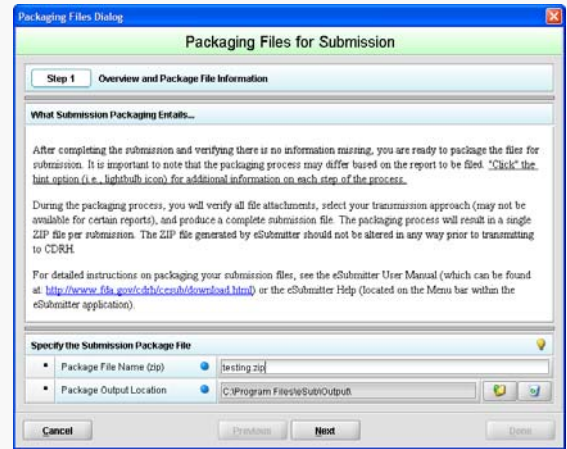 Packaging Files Dialog
Packaging Files for Submission
Step 1 Overview and Package File Information
What Submission Packaging Entails...
After completing the submission and verifying there is no information missing, you are ready to package the files for
submission. It is important to note that the packaging process may differ based on the report to be filed. "Click" the
hint option (i.e., lightbulb icon) for additional information on each step of the process.
During the packaging process, you will verify all file attachments, select your transmission approach (may not be
available for certain reports), and produce a complete submission file. The packaging process will result in a single
ZIP file per submission. The ZIP file generated by eSubmitter should not be altered in any way prior to transmitting
to CDRH.
For detailed instructions on packaging your submission files, see the eSubmitter User Manual (which can be found
at: http://www.fda.gov/cdrh/cesub/download.html) or the eSubmitter Help (located on the Menu bar within the
eSubmitter application).
Specify the Submission Package File
Package File Name (zip) testing.zip
Package Output Location C:\Program Files\eSub\Output\
Cancel Previous Next Done